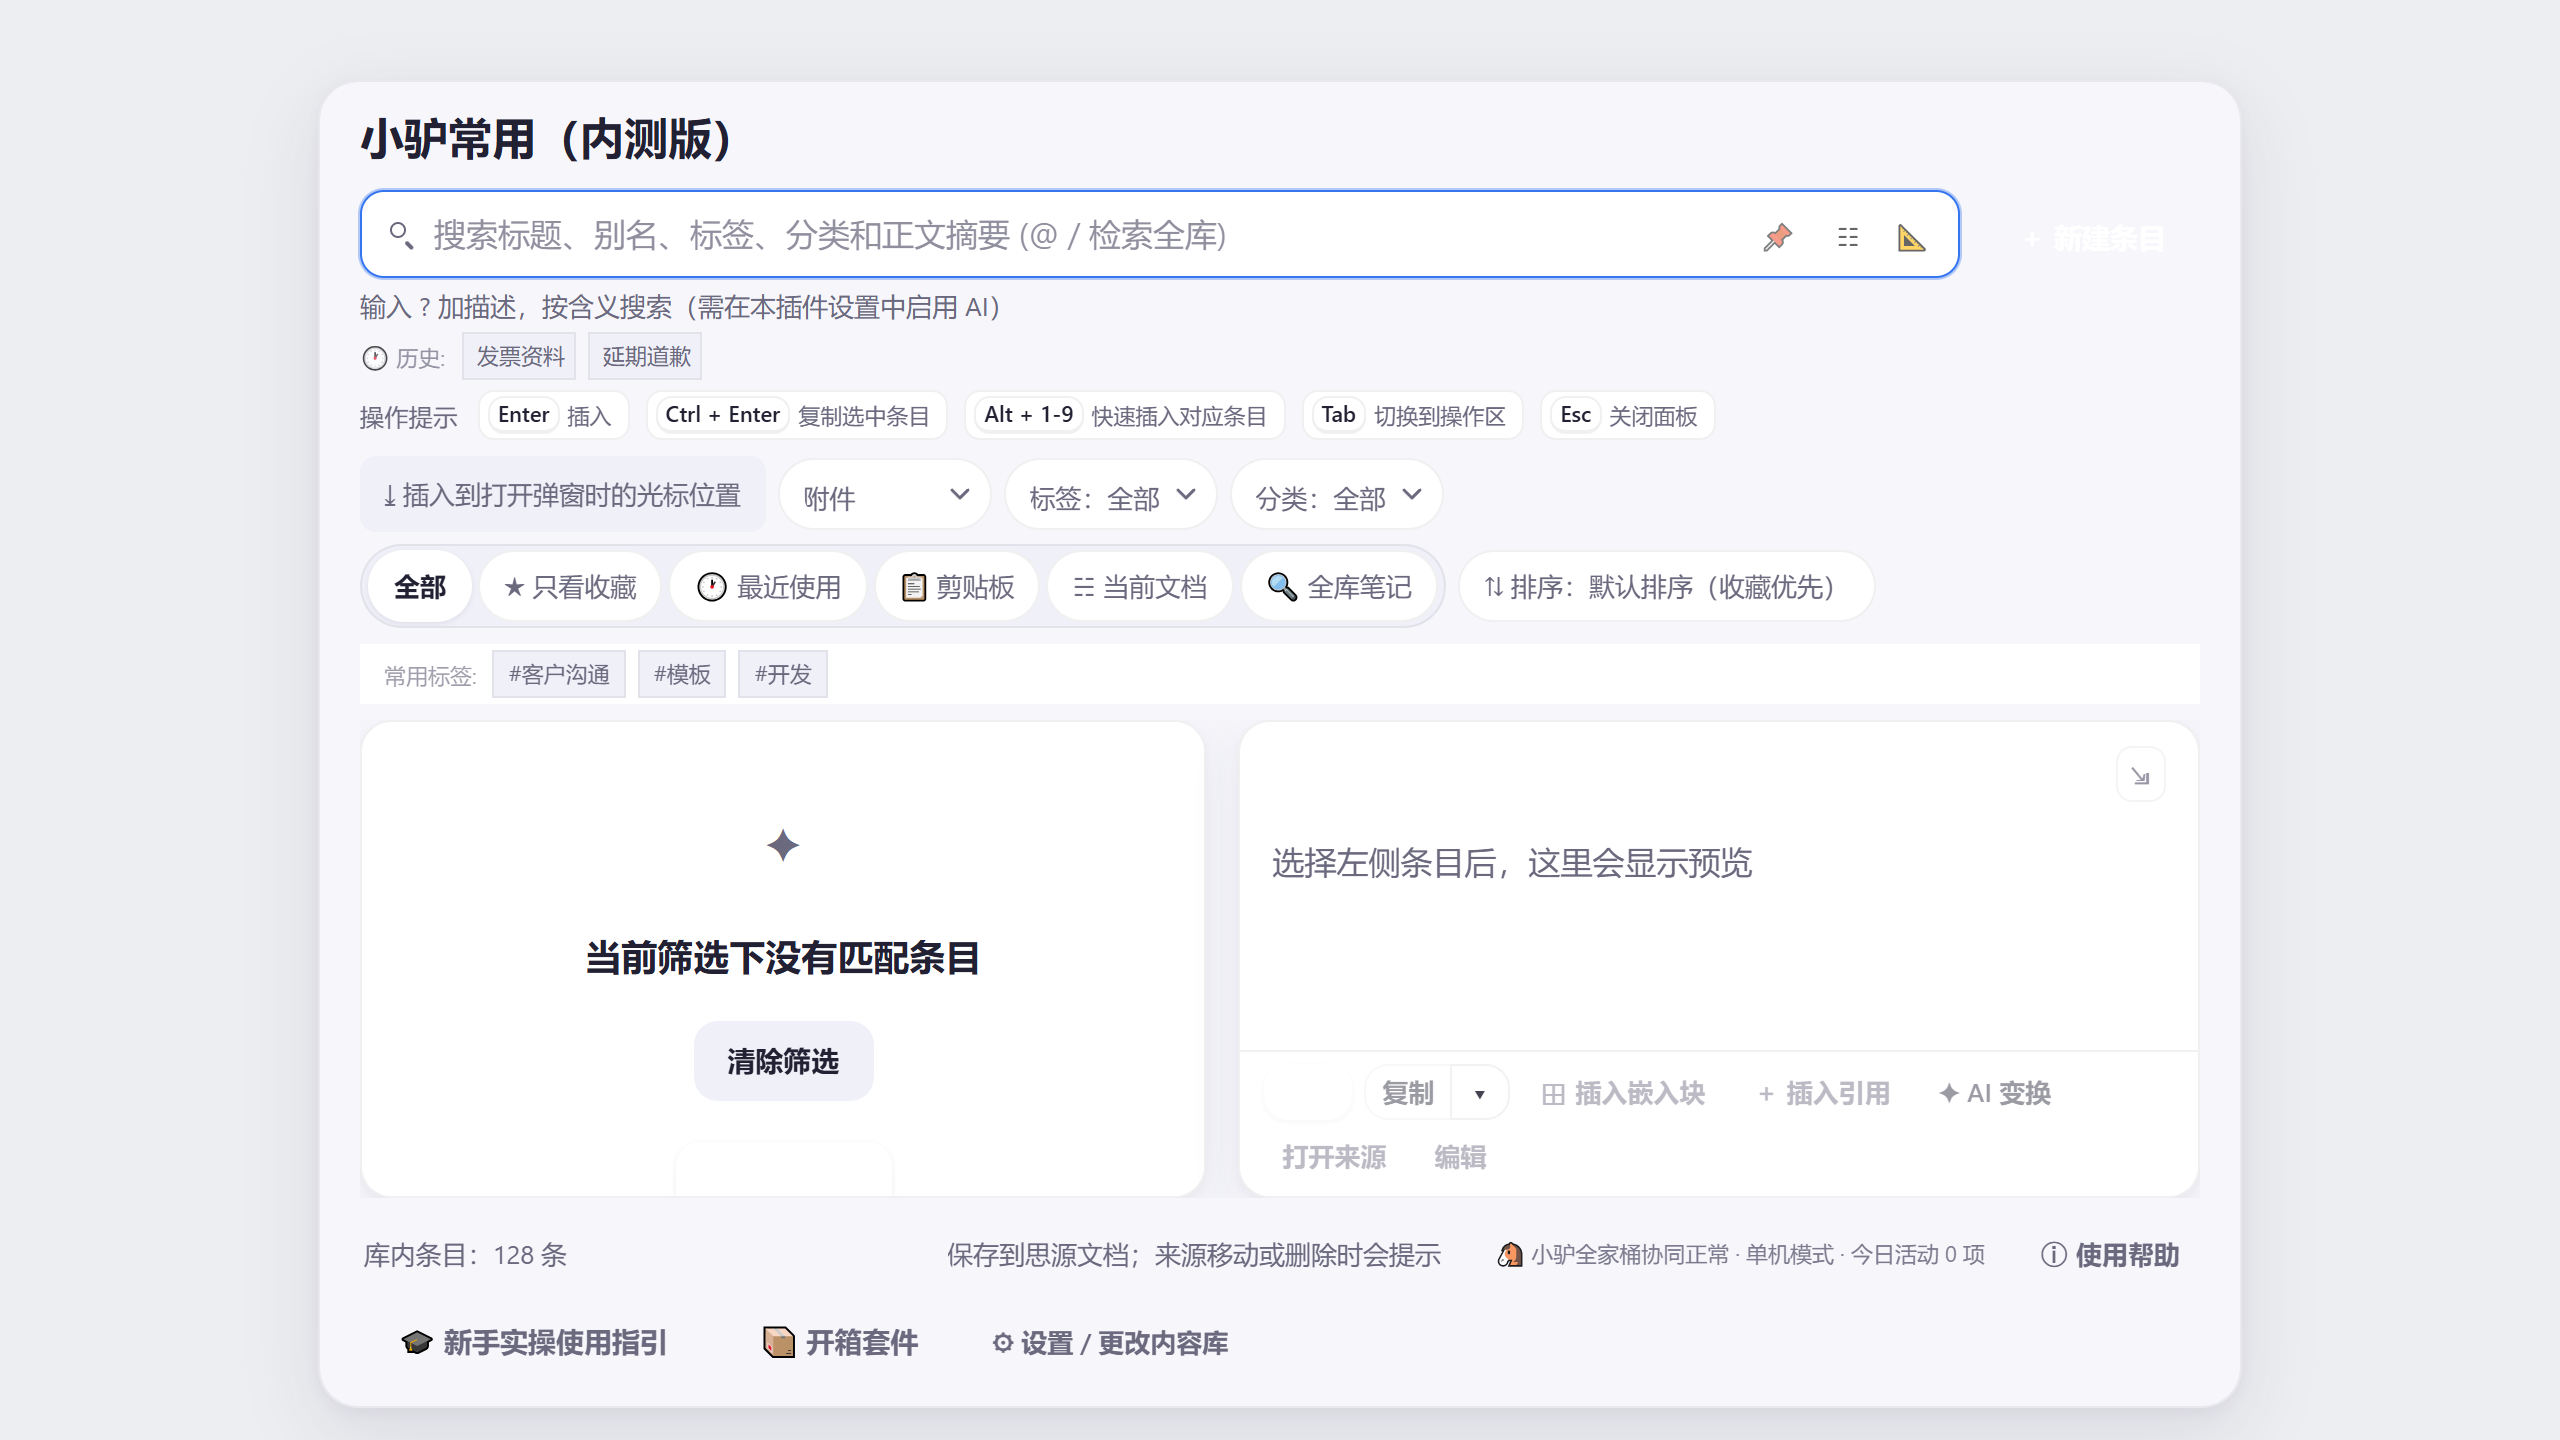 小驴常用（内测版）
搜索标题、别名、标签、分类和正文摘要 (@ / 检索全库)
+ 新建条目
输入 ? 加描述，按含义搜索（需在本插件设置中启用 AI）
历史: 发票资料 延期道歉
操作提示 Enter 插入 Ctrl + Enter 复制选中条目 Alt + 1-9 快速插入对应条目 Tab 切换到操作区 Esc 关闭面板
↓ 插入到打开弹窗时的光标位置 附件 标签：全部 分类：全部
全部 ★ 只看收藏 最近使用 剪贴板 当前文档 全库笔记 ⇅ 排序：默认排序（收藏优先）
常用标签: #客户沟通 #模板 #开发
当前筛选下没有匹配条目
清除筛选
选择左侧条目后，这里会显示预览
复制 ▾ 插入嵌入块 + 插入引用 ✦ AI 变换
打开来源 编辑
库内条目：128 条 保存到思源文档；来源移动或删除时会提示 小驴全家桶协同正常 · 单机模式 · 今日活动 0 项 使用帮助
新手实操使用指引 开箱套件 设置 / 更改内容库